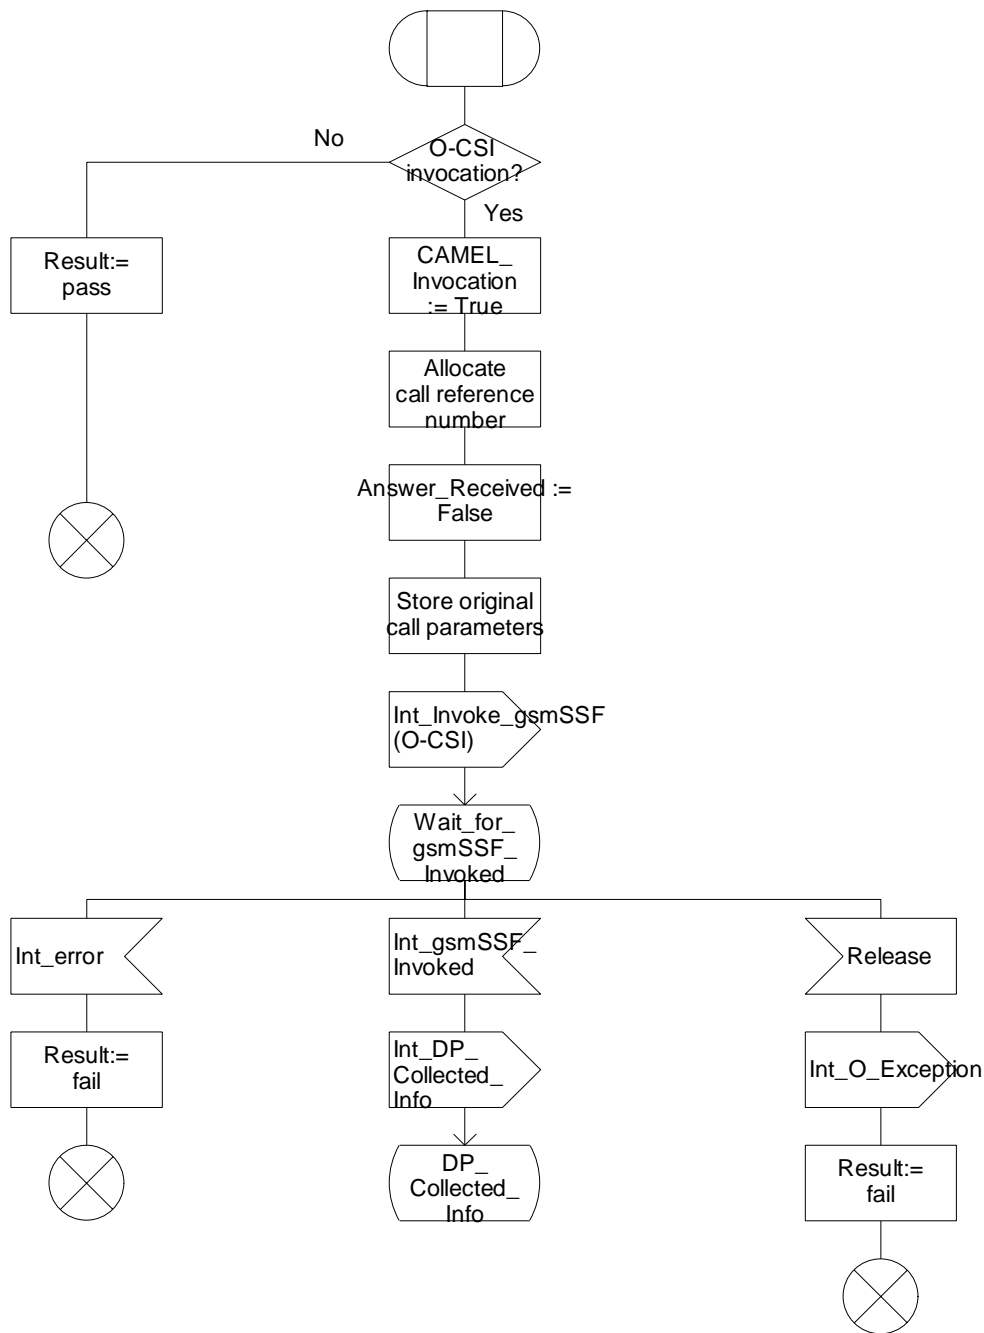 No
O-CSI
invocation?
Yes
Result:=
pass
CAMEL_
Invocation
:= True
Allocate
call reference
number
Answer_Received :=
False
Store original
call parameters
Int_Invoke_gsmSSF
(O-CSI)
Wait_for_
gsmSSF_
Invoked
Int_error
Int_gsmSSF_
Invoked
Release
Result:=
fail
Int_DP_
Collected_
Info
Int_O_Exception
DP_
Collected_
Info
Result:=
fail